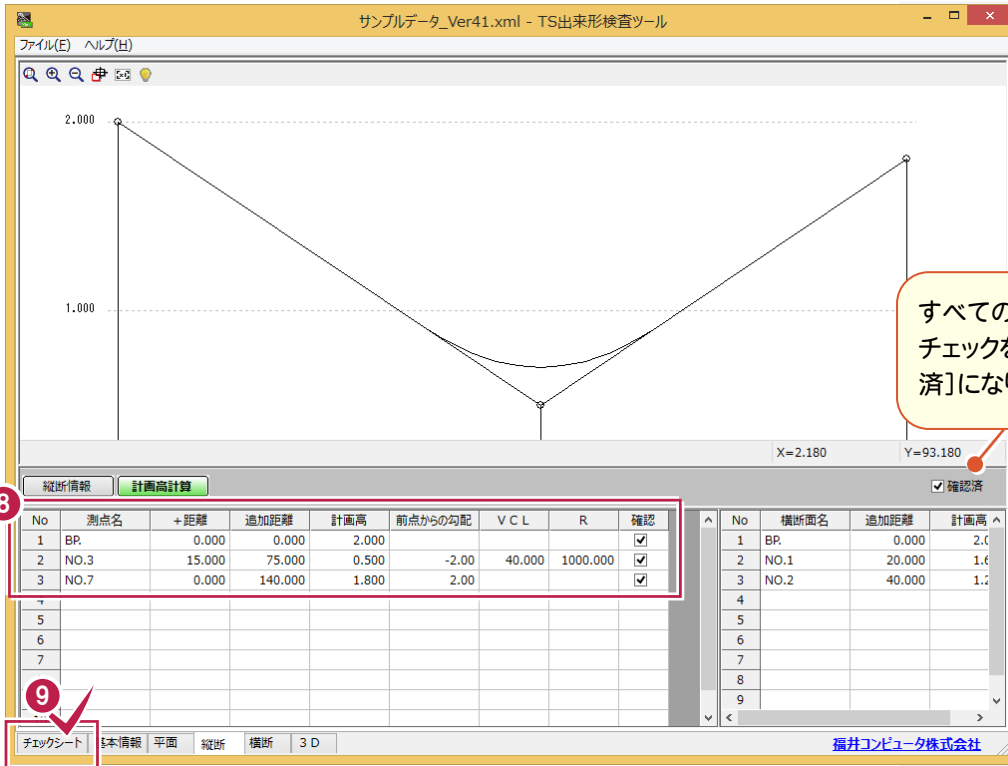 サンプルデータ_Ver41.xml - TS出来形検査ツール
ファイル(F) ヘルプ(H)
2.000
1.000
すべての
チェックを
済]にな
X=2.180 Y=93.180
縦断情報 計画高計算 確認済
8
No 測点名 +距離 追加距離 計画高 前点からの勾配 VCL R 確認 No 横断面名 追加距離 計画高
1 BP. 0.000 0.000 2.000 1 BP. 0.000 2.0
2 NO.3 15.000 75.000 0.500 -2.00 40.000 1000.000 2 NO.1 20.000 1.6
3 NO.7 0.000 140.000 1.800 2.00 3 NO.2 40.000 1.2
4 4
5 5
6 6
7 7
8
9 9
チェックシート 基本情報 平面 縦断 横断 3D 福井コンピュータ株式会社